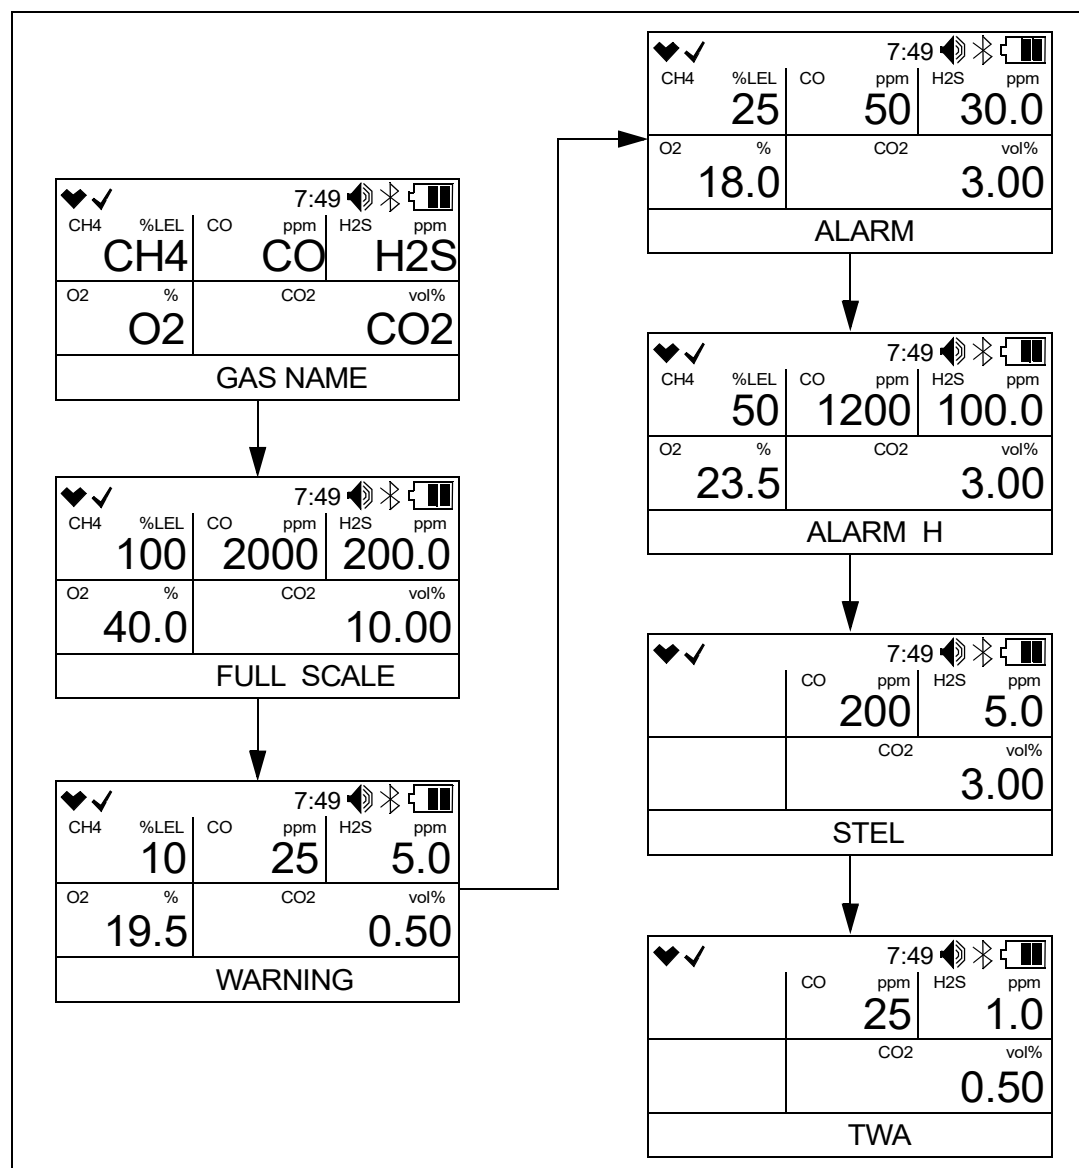 7:49
CH4 %LEL CO ppm H2S ppm
CH4 CO H2S
O2 % CO2 vol%
O2 CO2
GAS NAME
7:49
CH4 %LEL CO ppm H2S ppm
100 2000 200.0
O2 % CO2 vol%
40.0 10.00
FULL SCALE
7:49
CH4 %LEL CO ppm H2S ppm
10 25 5.0
O2 % CO2 vol%
19.5 0.50
WARNING
7:49
CH4 %LEL CO ppm H2S ppm
25 50 30.0
O2 % CO2 vol%
18.0 3.00
ALARM
7:49
CH4 %LEL CO ppm H2S ppm
50 1200 100.0
O2 % CO2 vol%
23.5 3.00
ALARM H
7:49
CO ppm H2S ppm
200 5.0
CO2 vol%
3.00
STEL
7:49
CO ppm H2S ppm
25 1.0
CO2 vol%
0.50
TWA